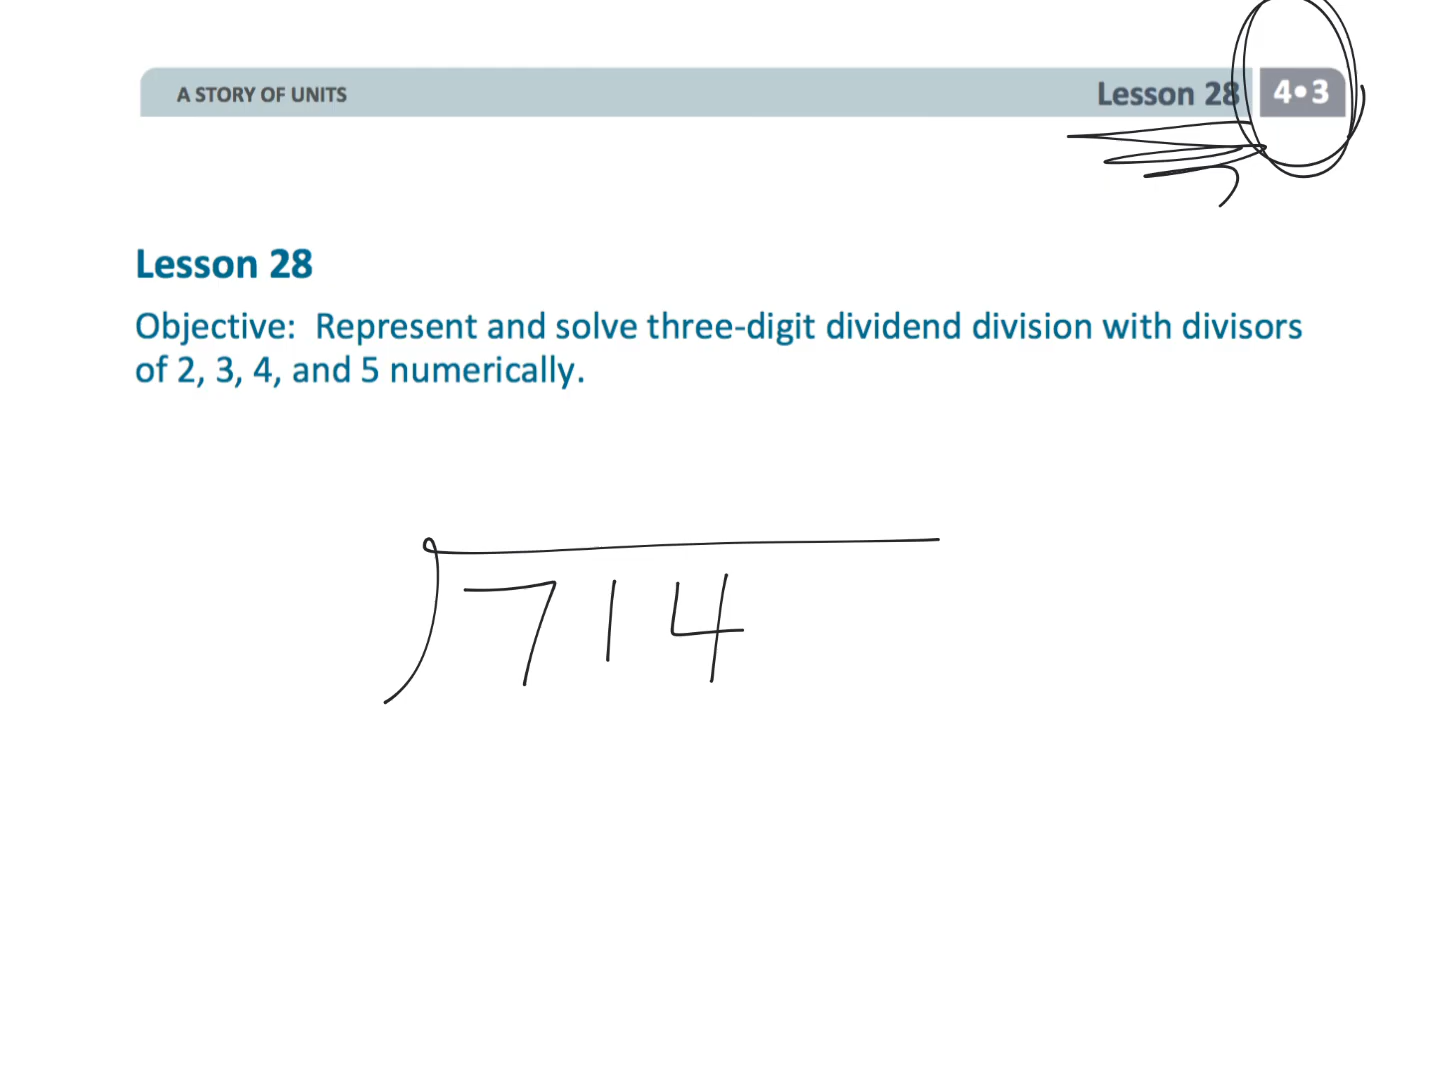 A STORY OF UNITS Lesson 28 4•3
Lesson 28
Objective: Represent and solve three-digit dividend division with divisors
of 2, 3, 4, and 5 numerically.
714